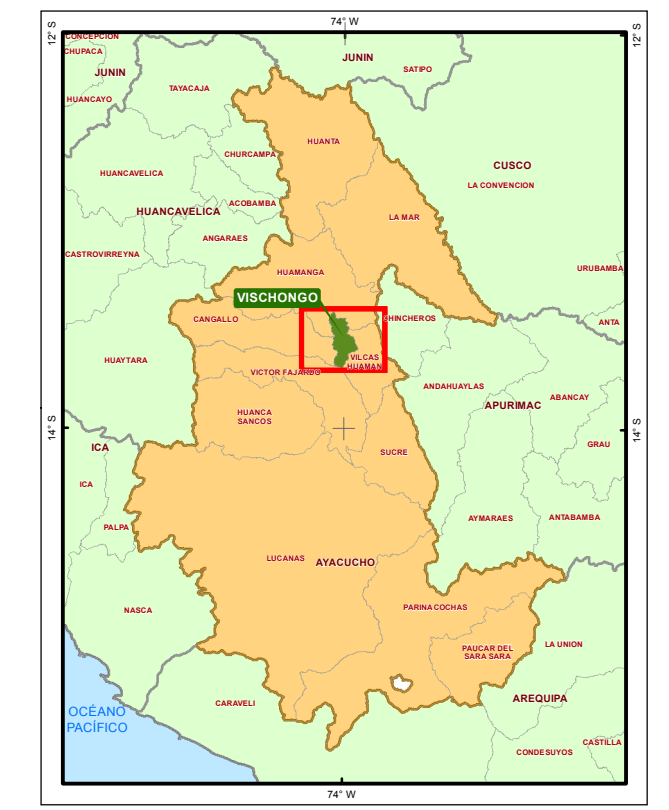 74° W
12° S
12° S
CONCEPCION
CHUPACA
JUNIN
JUNIN
SATIPO
TAYACAJA
HUANCAYO
HUANTA
CHURCAMPA
CUSCO
HUANCAVELICA
LA CONVENCION
ACOBAMBA
HUANCAVELICA
LA MAR
ANGARAES
CASTROVIRREYNA
URUBAMBA
HUAMANGA
VISCHONGO
CANGALLO
CHINCHEROS
ANTA
HUAYTARA
VILCAS
HUAMAN
VICTOR FAJARDO
ANDAHUAYLAS
ABANCAY
APURIMAC
HUANCA
SANCOS
14° S
14° S
GRAU
ICA
SUCRE
ICA
AYMARAES
ANTABAMBA
PALPA
LUCANAS
AYACUCHO
NASCA
PARINA COCHAS
PAUCAR DEL
SARA SARA
LA UNION
CARAVELI
AREQUIPA
OCÉANO
PACÍFICO
CASTILLA
CONDESUYOS
74° W